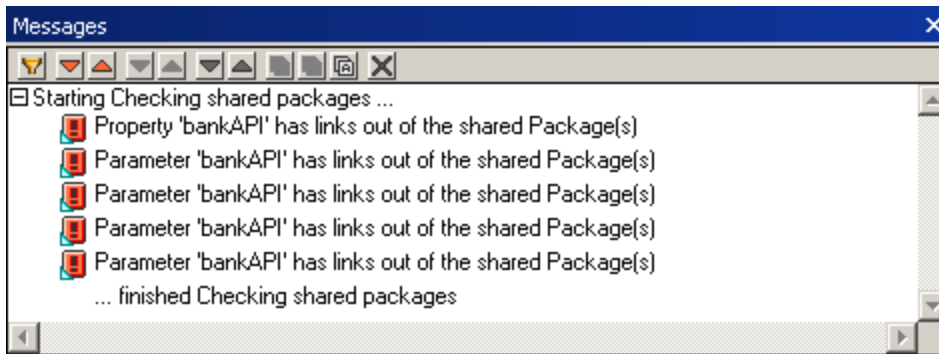 Messages
Starting Checking shared packages ...
Property 'bankAPI' has links out of the shared Package(s)
Parameter 'bankAPI' has links out of the shared Package(s)
Parameter 'bankAPI' has links out of the shared Package(s)
Parameter 'bankAPI' has links out of the shared Package(s)
Parameter 'bankAPI' has links out of the shared Package(s)
... finished Checking shared packages